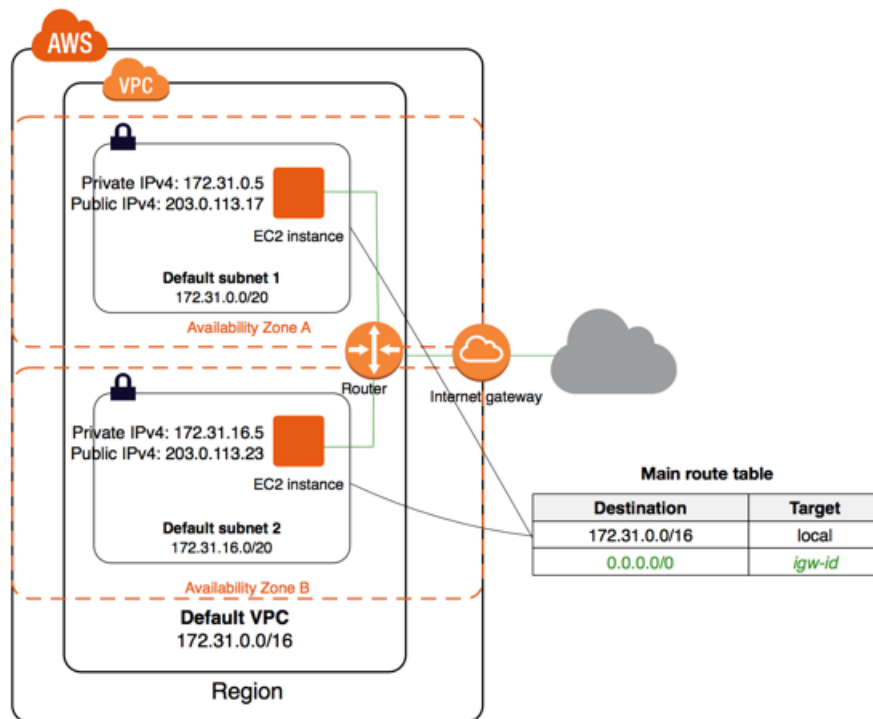 AWS
VPC
Private IPv4: 172.31.0.5
Public IPv4: 203.0.113.17
EC2 instance
Default subnet 1
172.31.0.0/20
Availability Zone A
Router
Internet gateway
Private IPv4: 172.31.16.5
Public IPv4: 203.0.113.23
EC2 instance
Default subnet 2
172.31.16.0/20
Availability Zone B
Default VPC
172.31.0.0/16
Region
Main route table
Destination Target
172.31.0.0/16 local
0.0.0.0/0 igw-id